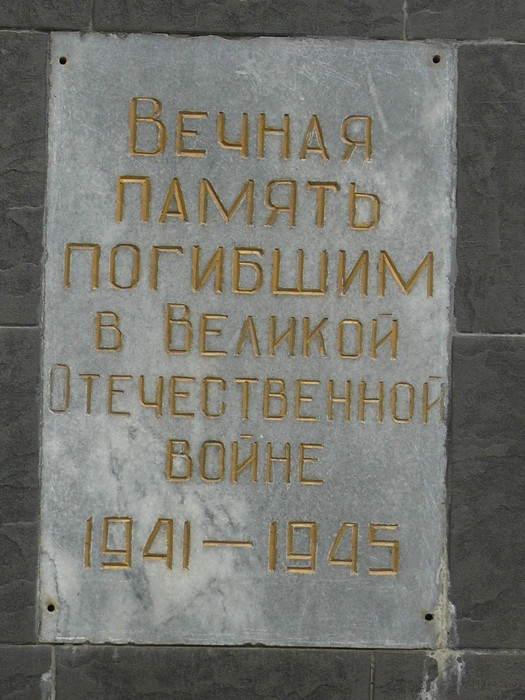 Вечная
память
погибшим
в Великой
Отечественной
войне
1941—1945